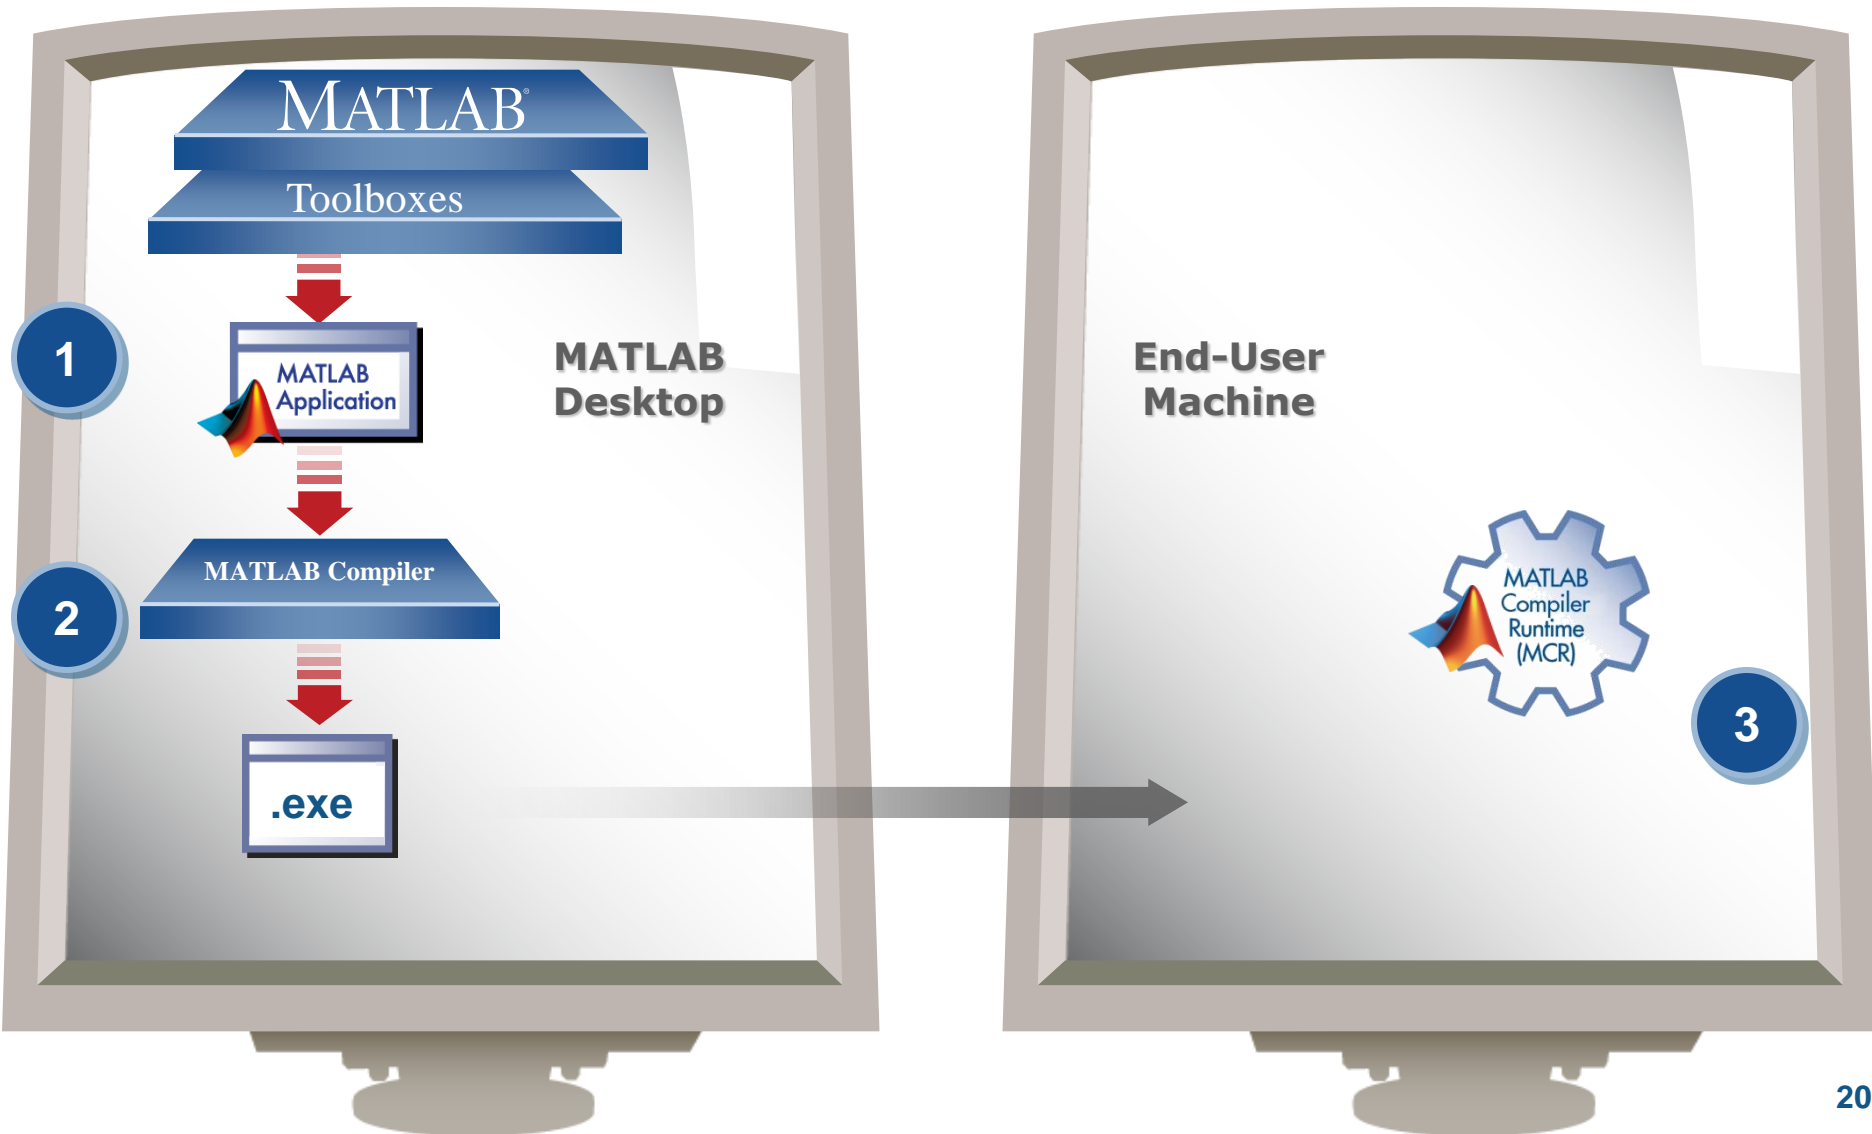 MATLAB®
Toolboxes
1
MATLAB
Application
MATLAB
Desktop
2
MATLAB Compiler
.exe
End-User
Machine
MATLAB
Compiler
Runtime
(MCR)
3
20